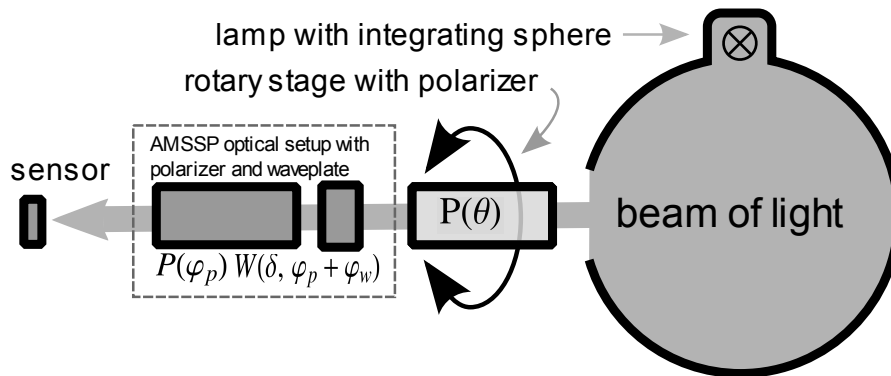 lamp with integrating sphere
rotary stage with polarizer
AMSSP optical setup with
polarizer and waveplate
sensor
P(θ)
beam of light
P(φₚ) W(δ, φₚ + φ_w)